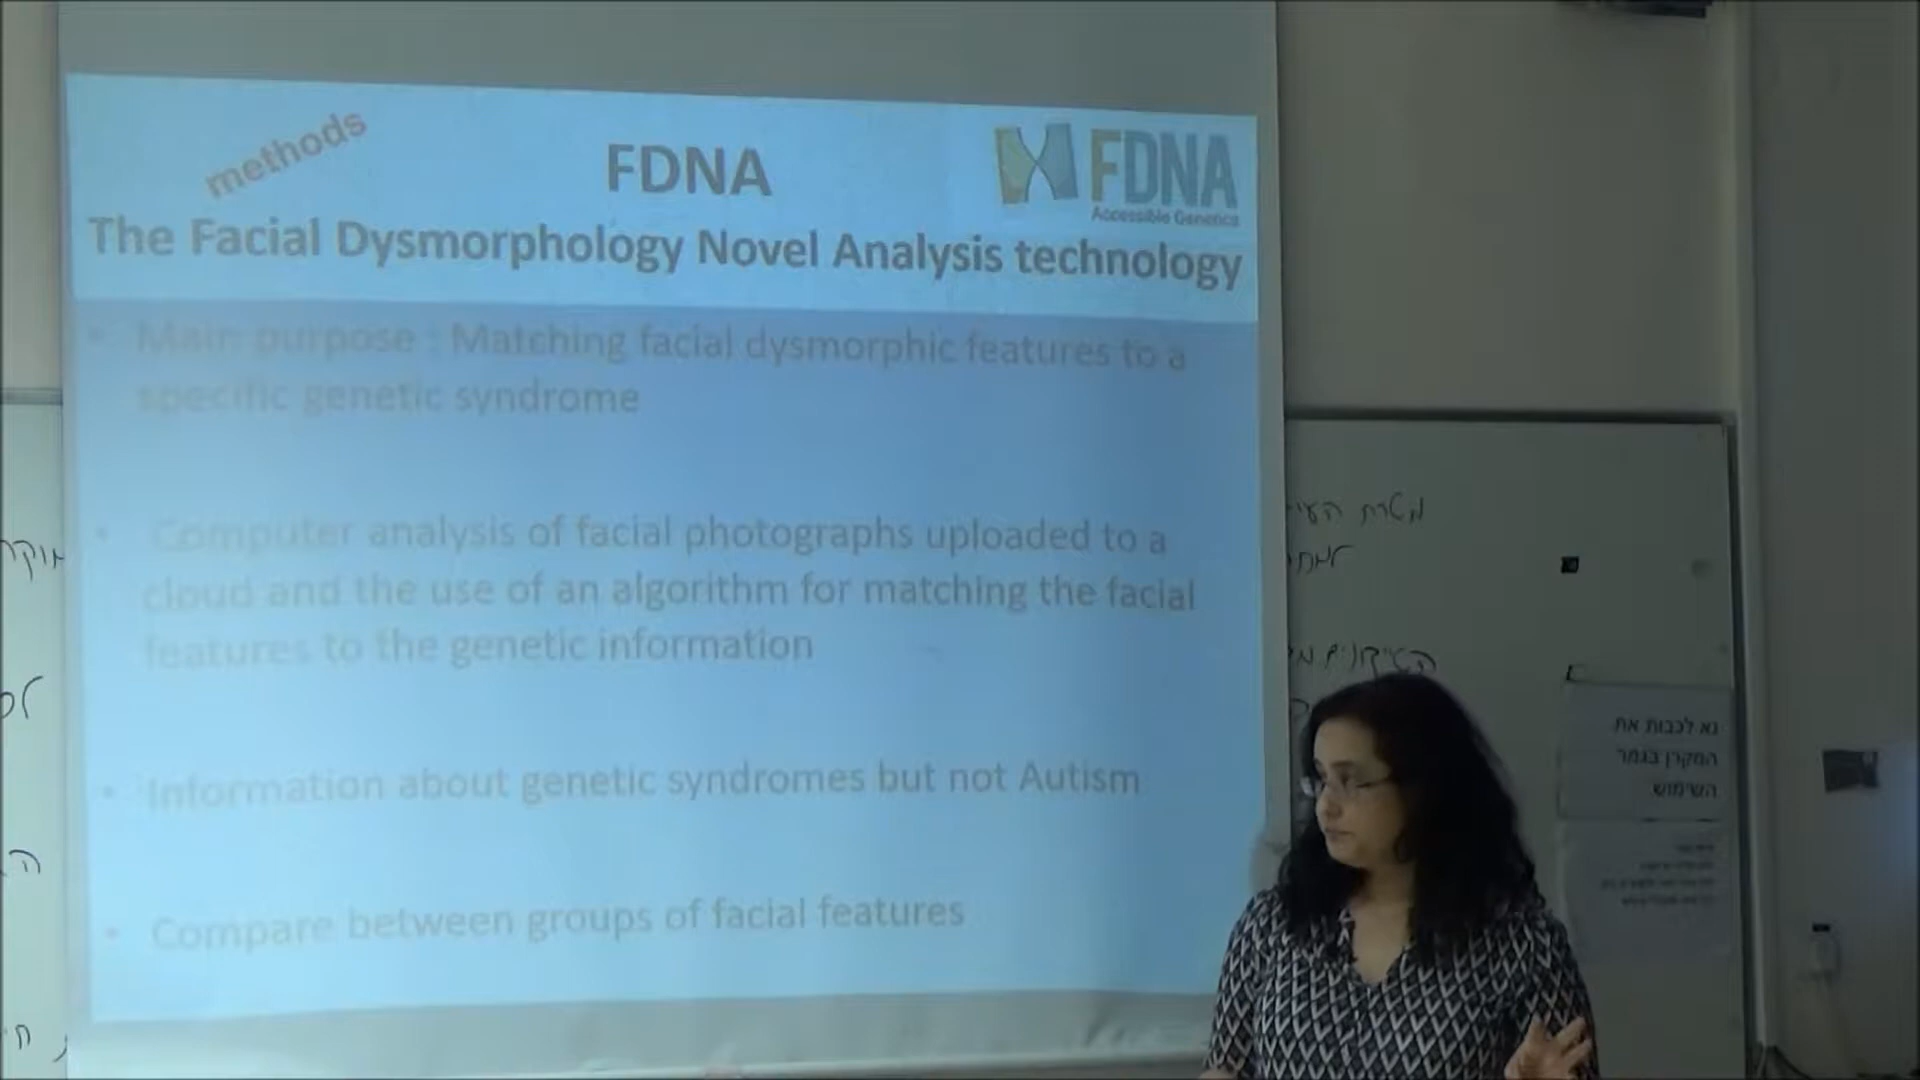 methods
FDNA
FDNA
Accessible Genetics
The Facial Dysmorphology Novel Analysis technology
• Main purpose : Matching facial dysmorphic features to a
specific genetic syndrome
• Computer analysis of facial photographs uploaded to a
cloud and the use of an algorithm for matching the facial
features to the genetic information
• Information about genetic syndromes but not Autism
• Compare between groups of facial features
מטרת
נא לכבות את
המקרן בגמר
השימוש